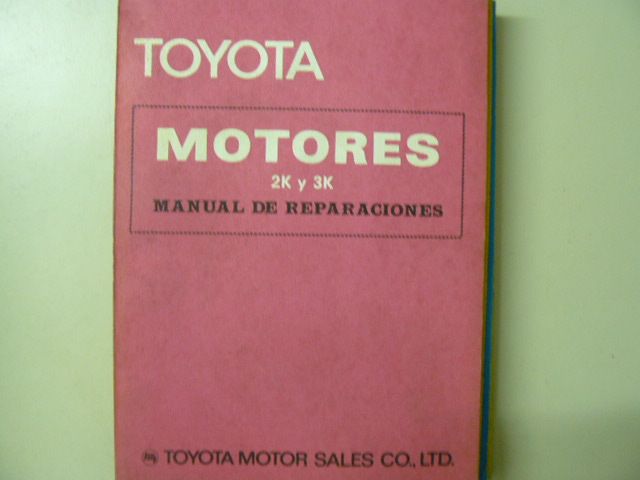 TOYOTA
MOTORES
2K y 3K
MANUAL DE REPARACIONES
TOYOTA MOTOR SALES CO., LTD.